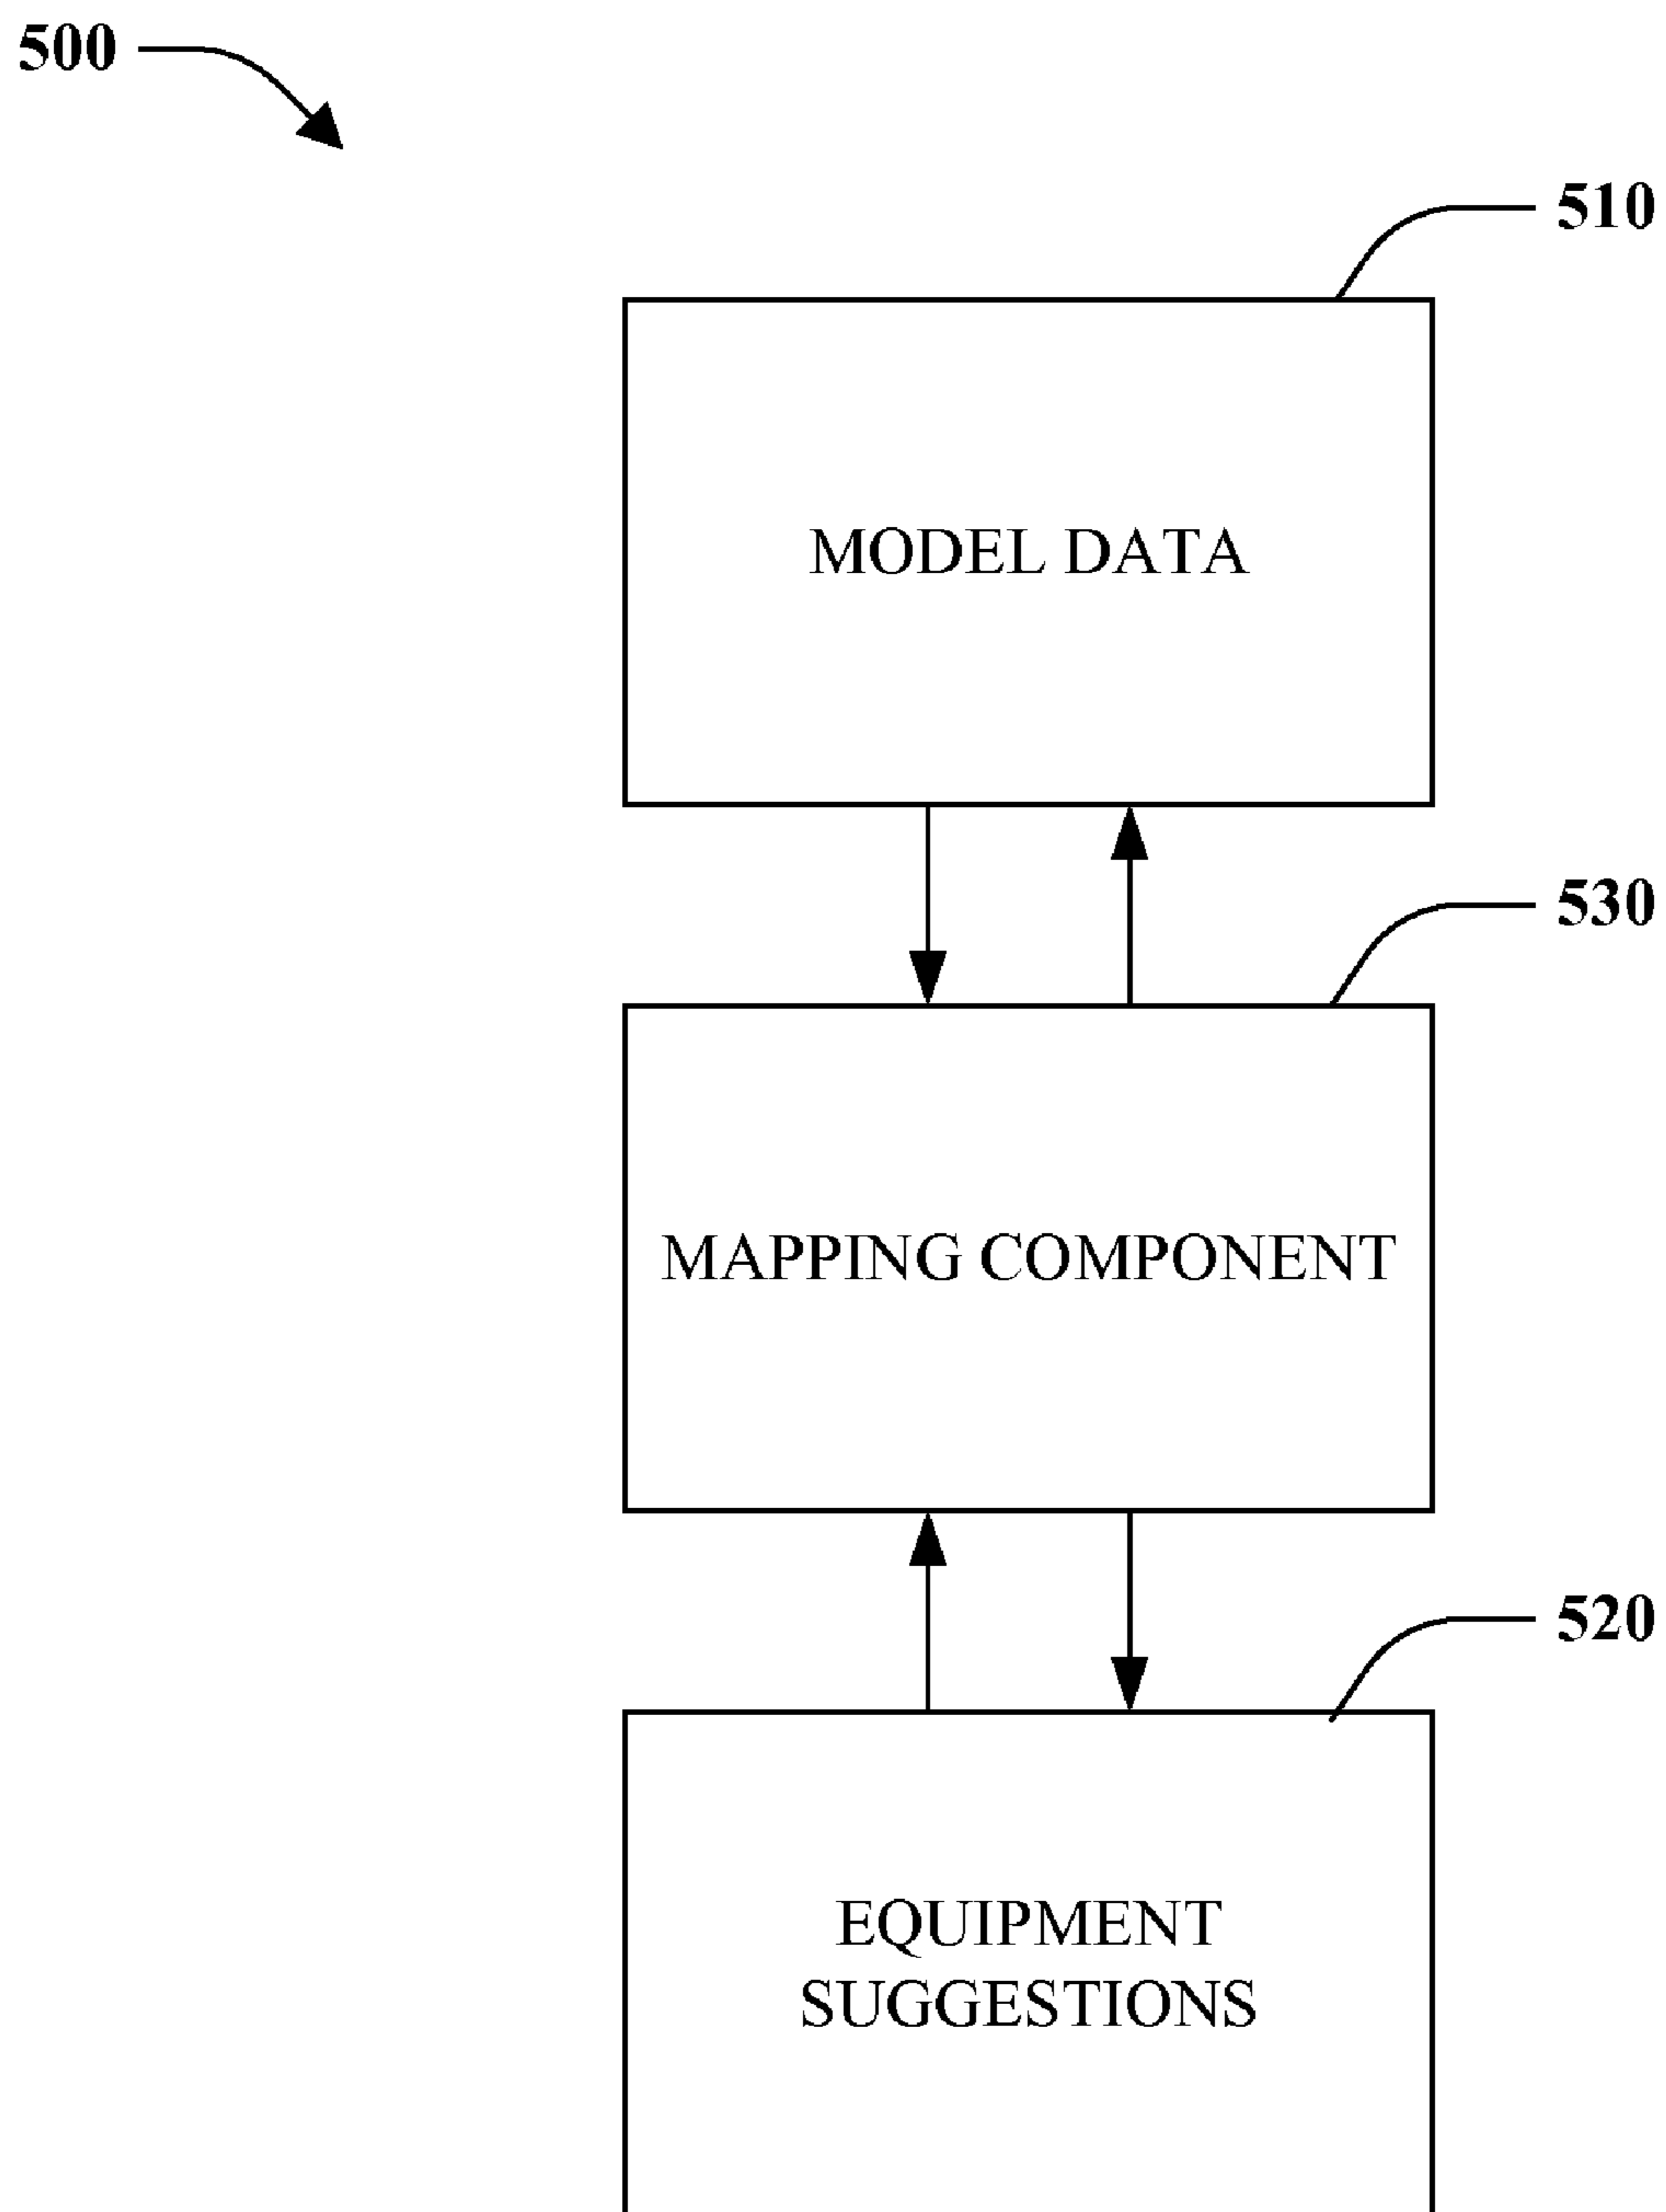 500
510
MODEL DATA
530
MAPPING COMPONENT
520
EQUIPMENT
SUGGESTIONS